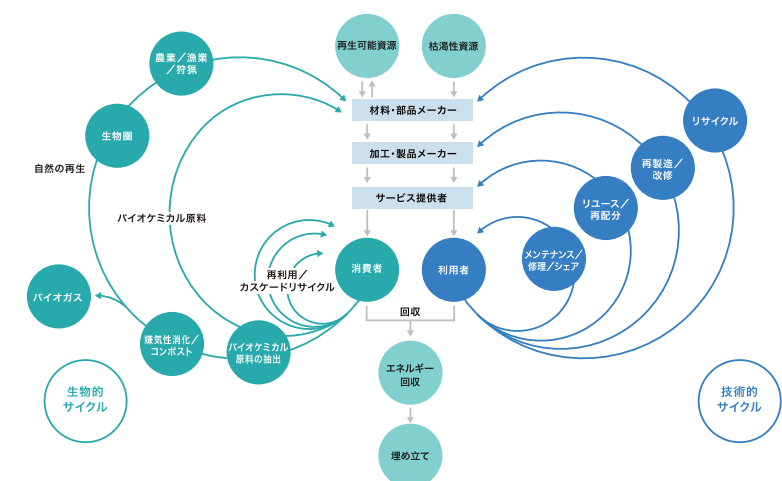 再生可能資源
枯渇性資源
農業／漁業
／狩猟
材料・部品メーカー
リサイクル
生物圏
加工・製品メーカー
再製造／
改修
自然の再生
サービス提供者
リユース／
再配分
バイオケミカル原料
メンテナンス／
修理／シェア
消費者
利用者
再利用／
カスケードリサイクル
バイオガス
回収
嫌気性消化／
コンポスト
バイオケミカル
原料の抽出
エネルギー
回収
生物的
サイクル
技術的
サイクル
埋め立て